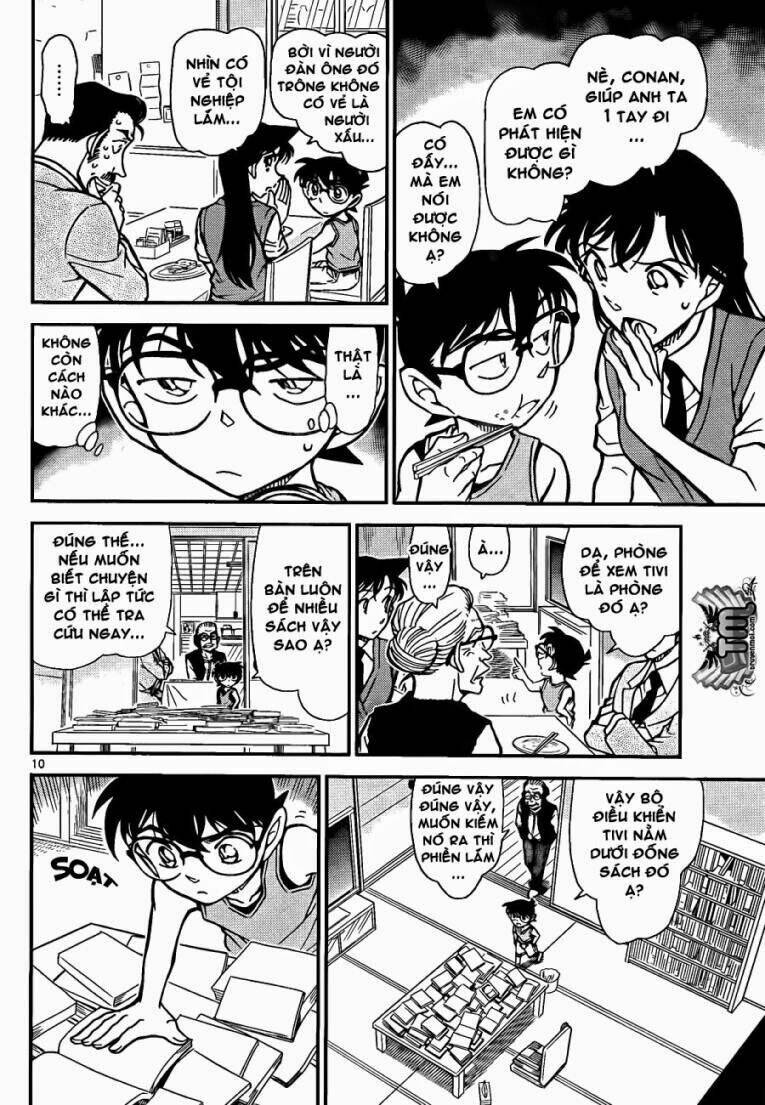 NÈ, CONAN,
GIÚP ANH TA
1 TAY ĐI
...
EM CÓ
PHÁT HIỆN
ĐƯỢC GÌ
KHÔNG?
CÓ
ĐẤY...
MÀ EM
NÓI
ĐƯỢC
KHÔNG
Ạ?
BỞI VÌ NGƯỜI
ĐÀN ÔNG ĐÓ
TRÔNG KHÔNG
CÓ VẺ LÀ
NGƯỜI
XẤU...
NHÌN CÓ
VẺ TỘI
NGHIỆP
LẮM...
......
THẬT
LÀ
...
KHÔNG
CÒN
CÁCH
NÀO
KHÁC...
DẠ, PHÒNG
ĐỂ XEM TIVI
LÀ PHÒNG
ĐÓ Ạ?
À...
ĐÚNG
VẬY
...
TRÊN
BÀN LUÔN
ĐỂ NHIỀU
SÁCH VẬY
SAO Ạ?
ĐÚNG THẾ...
NẾU MUỐN
BIẾT CHUYỆN
GÌ THÌ LẬP TỨC
CÓ THỂ TRA
CỨU NGAY...
10
VẬY BỘ
ĐIỀU KHIỂN
TIVI NẰM
DƯỚI ĐỐNG
SÁCH ĐÓ
Ạ?
ĐÚNG VẬY
ĐÚNG VẬY,
MUỐN KIẾM
NÓ RA THÌ
PHIỀN LẮM
...
SOẠT
TM
truyenmoi.com